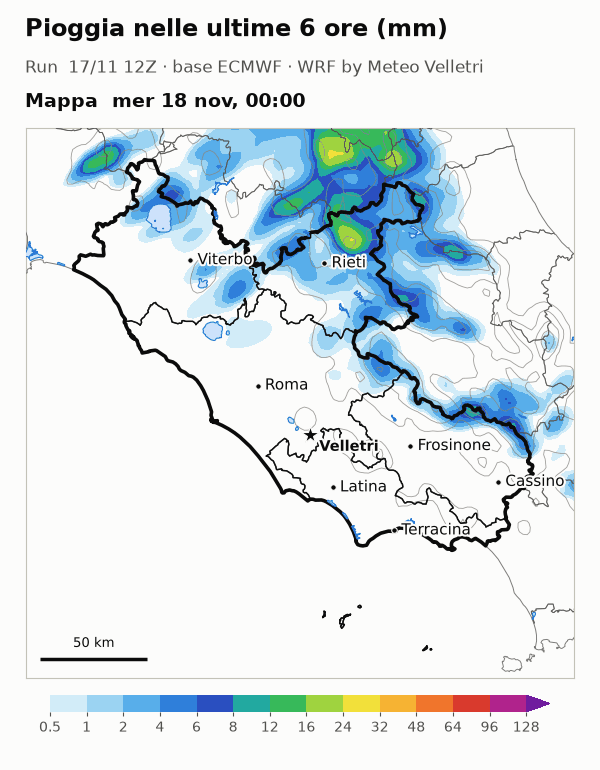 Pioggia nelle ultime 6 ore (mm)
Run  17/11 12Z · base ECMWF · WRF by Meteo Velletri
Mappa  mer 18 nov, 00:00
Viterbo
Rieti
Roma
Velletri
Frosinone
Cassino
Latina
Terracina
50 km
0.5 1 2 4 6 8 12 16 24 32 48 64 96 128